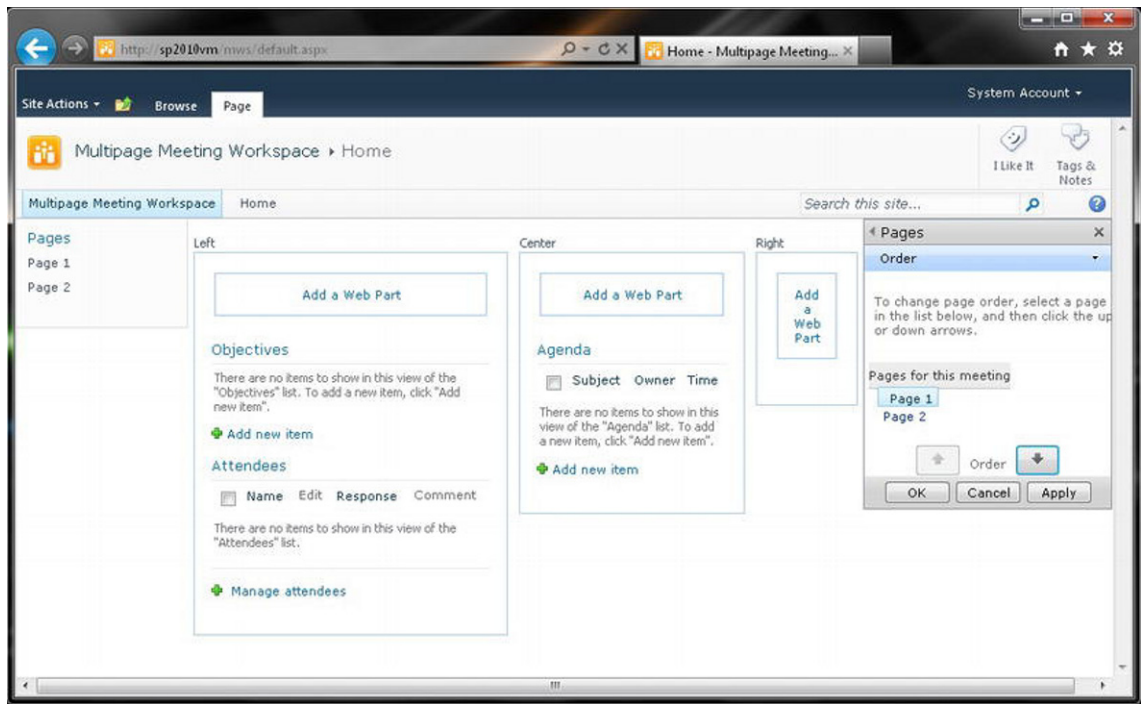 http://sp2010vm/mws/default.aspx
Home - Multipage Meeting...
System Account
Site Actions
Browse
Page
Multipage Meeting Workspace ▸ Home
I Like It
Tags &
Notes
Multipage Meeting Workspace
Home
Search this site...
Pages
Page 1
Page 2
Left
Add a Web Part
Objectives
There are no items to show in this view of the
"Objectives" list. To add a new item, click "Add
new item".
Add new item
Attendees
Name Edit Response Comment
There are no items to show in this view of the
"Attendees" list.
Manage attendees
Center
Add a Web Part
Agenda
Subject Owner Time
There are no items to show in this
view of the "Agenda" list. To add
a new item, click "Add new item".
Add new item
Right
Add
a
Web
Part
Pages
Order
To change page order, select a page
in the list below, and then click the up
or down arrows.
Pages for this meeting
Page 1
Page 2
Order
OK
Cancel
Apply